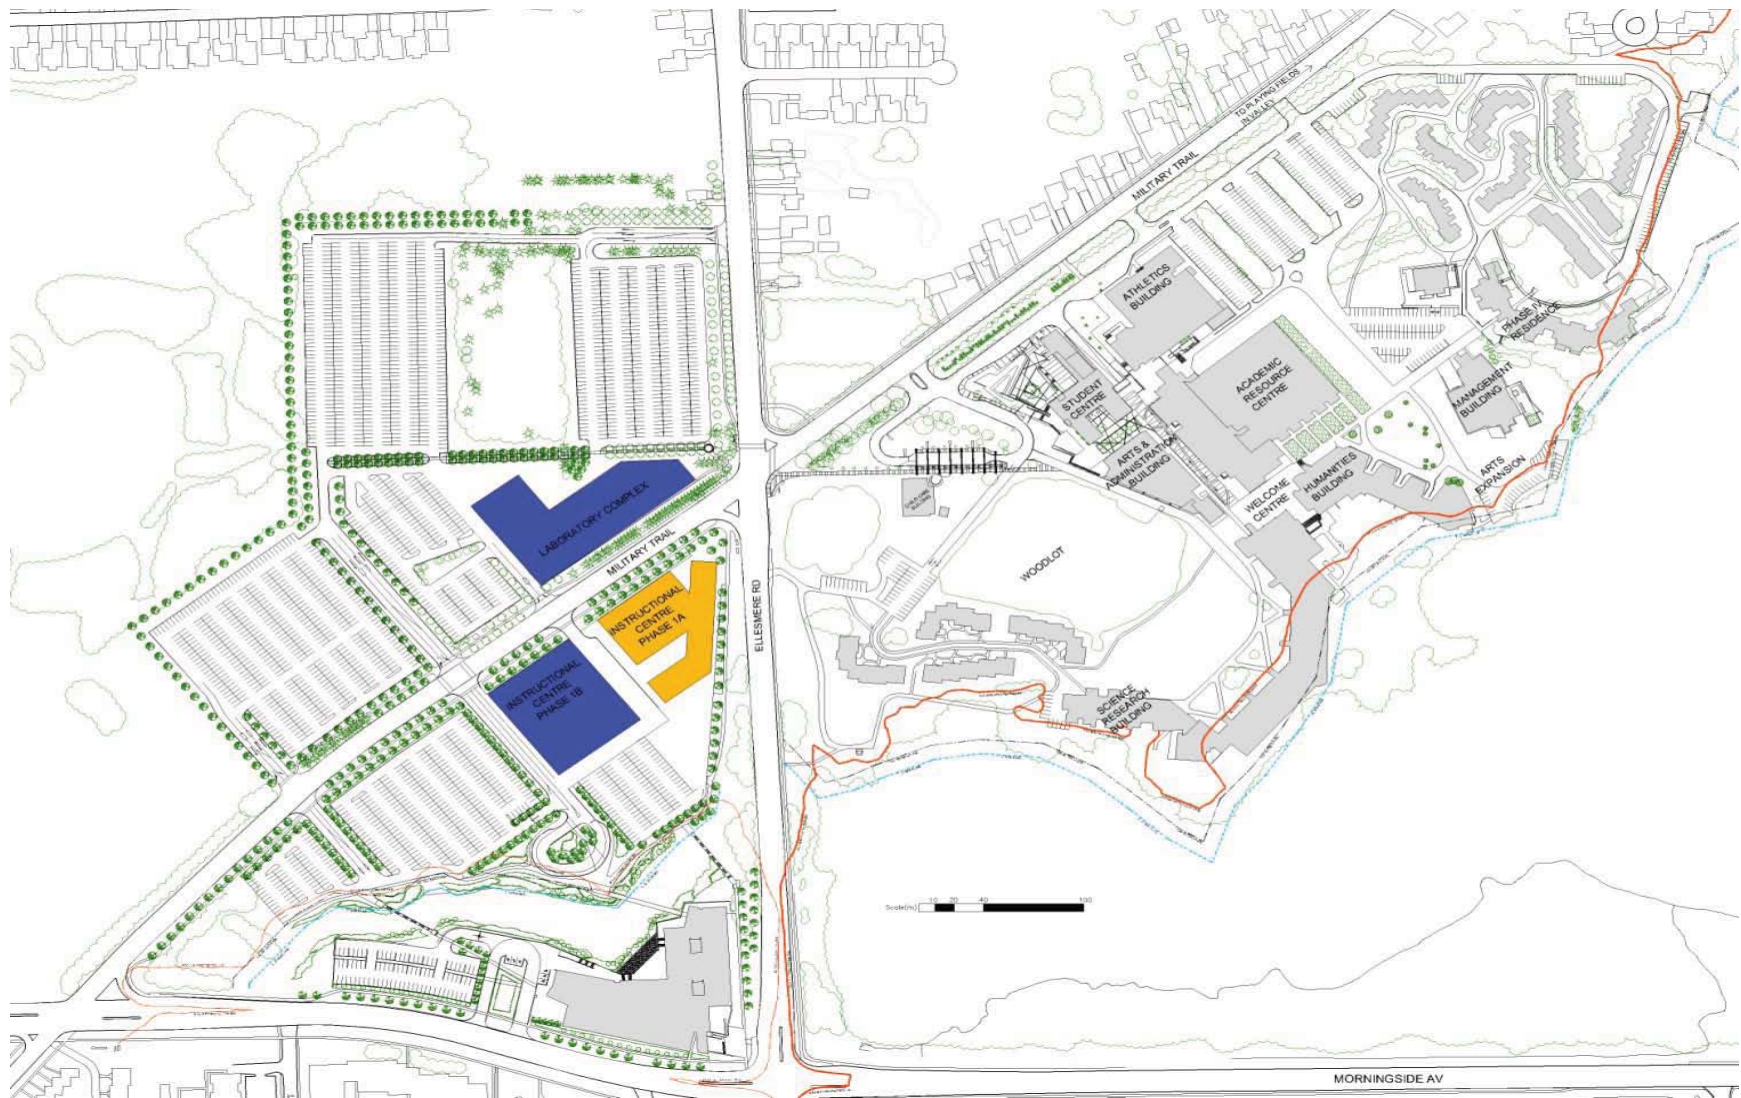 TO PLAYING FIELDS
IN VALLEY
MILITARY TRAIL
ATHLETICS
BUILDING
PHASE IV
RESIDENCE
STUDENT
CENTRE
ACADEMIC
RESOURCE
CENTRE
MANAGEMENT
BUILDING
ARTS &
ADMINISTRATION
BUILDING
ARTS
EXPANSION
HUMANITIES
BUILDING
WELCOME
CENTRE
LABORATORY COMPLEX
MILITARY TRAIL
WOODLOT
INSTRUCTIONAL
CENTRE
PHASE 1A
ELLESMERE RD
INSTRUCTIONAL
CENTRE
PHASE 1B
SCIENCE
RESEARCH
BUILDING
Scale(m) 10 20 40 100
MORNINGSIDE AV